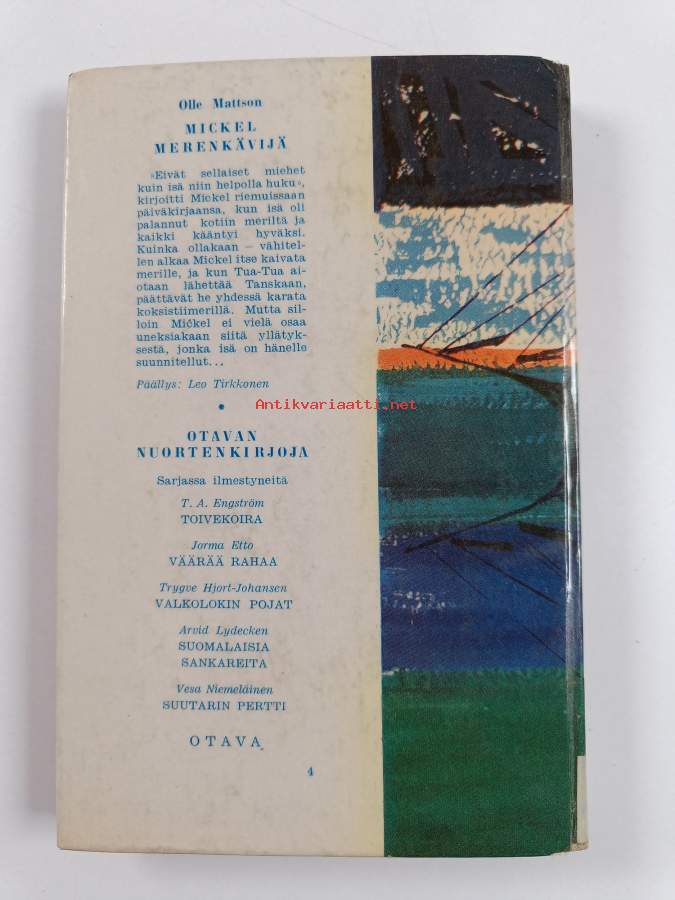 Olle Mattson
MICKEL
MERENKÄVIJÄ
»Eivät sellaiset miehet
kuin isä niin helpolla huku»,
kirjoitti Mickel riemuissaan
päiväkirjaansa, kun isä oli
palannut kotiin meriltä ja
kaikki kääntyi hyväksi.
Kuinka ollakaan — vähitel-
len alkaa Mickel itse kaivata
merille, ja kun Tua-Tua ai-
otaan lähettää Tanskaan,
päättävät he yhdessä karata
koksistiimerillä. Mutta sil-
loin Mickel ei vielä osaa
uneksiakaan siitä yllätyk-
sestä, jonka isä on hänelle
suunnitellut...
Päällys: Leo Tirkkonen
Antikvariaatti.net
OTAVAN
NUORTENKIRJOJA
Sarjassa ilmestyneitä
T. A. Engström
TOIVEKOIRA
Jorma Etto
VÄÄRÄÄ RAHAA
Trygve Hjort-Johansen
VALKOLOKIN POJAT
Arvid Lydecken
SUOMALAISIA
SANKAREITA
Vesa Niemeläinen
SUUTARIN PERTTI
OTAVA
4